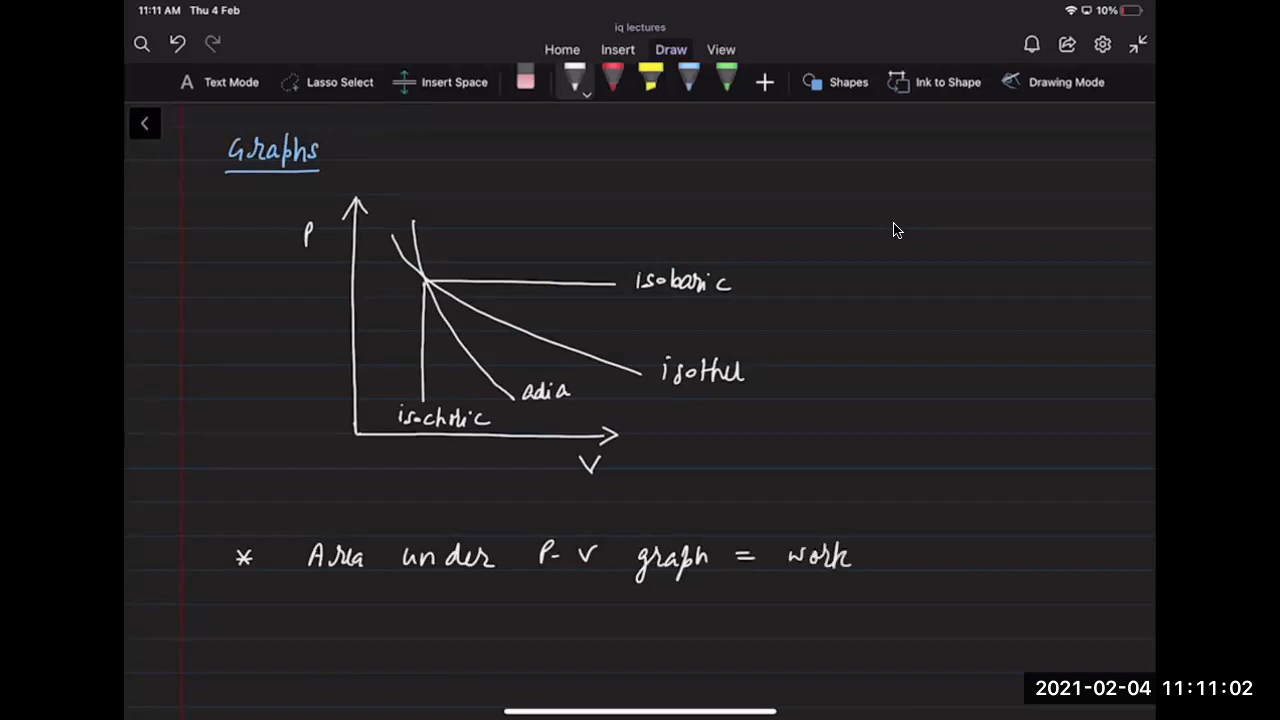 11:11 AM Thu 4 Feb
10%
iq lectures
Home Insert Draw View
Text Mode Lasso Select Insert Space Shapes Ink to Shape Drawing Mode
Graphs
P
isobaric
isothel
adia
isochoric
V
* Area under P-V graph = work
2021-02-04 11:11:02